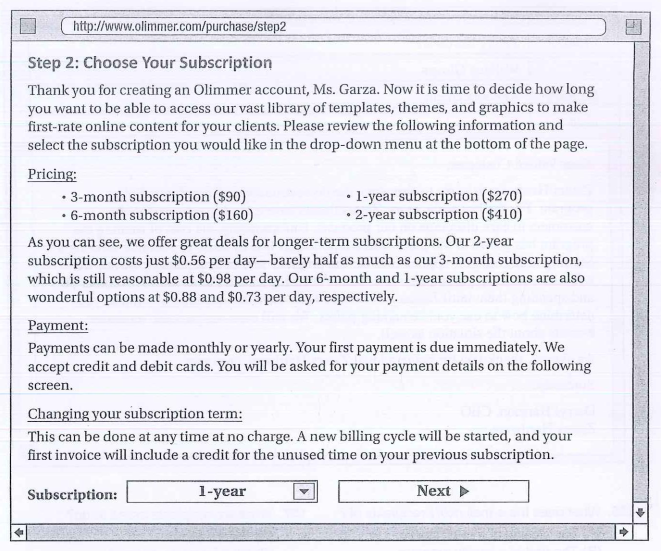 http://www.olimmer.com/purchase/step2
Step 2: Choose Your Subscription
Thank you for creating an Olimmer account, Ms. Garza. Now it is time to decide how long
you want to be able to access our vast library of templates, themes, and graphics to make
first-rate online content for your clients. Please review the following information and
select the subscription you would like in the drop-down menu at the bottom of the page.
Pricing:
• 3-month subscription ($90) • 1-year subscription ($270)
• 6-month subscription ($160) • 2-year subscription ($410)
As you can see, we offer great deals for longer-term subscriptions. Our 2-year
subscription costs just $0.56 per day—barely half as much as our 3-month subscription,
which is still reasonable at $0.98 per day. Our 6-month and 1-year subscriptions are also
wonderful options at $0.88 and $0.73 per day, respectively.
Payment:
Payments can be made monthly or yearly. Your first payment is due immediately. We
accept credit and debit cards. You will be asked for your payment details on the following
screen.
Changing your subscription term:
This can be done at any time at no charge. A new billing cycle will be started, and your
first invoice will include a credit for the unused time on your previous subscription.
Subscription: 1-year Next ▶